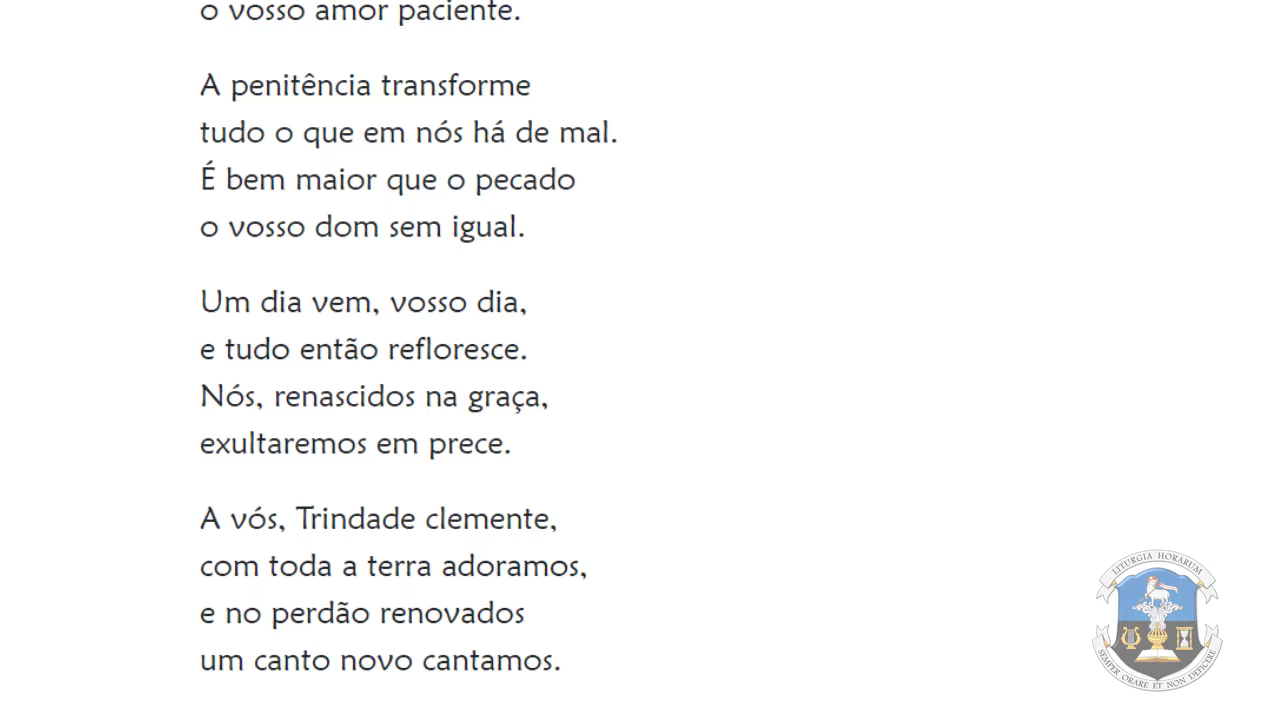 o vosso amor paciente.
A penitência transforme
tudo o que em nós há de mal.
É bem maior que o pecado
o vosso dom sem igual.
Um dia vem, vosso dia,
e tudo então refloresce.
Nós, renascidos na graça,
exultaremos em prece.
A vós, Trindade clemente,
com toda a terra adoramos,
e no perdão renovados
um canto novo cantamos.
LITURGIA HORARUM
SEMPER ORARE ET NON DEFICERE